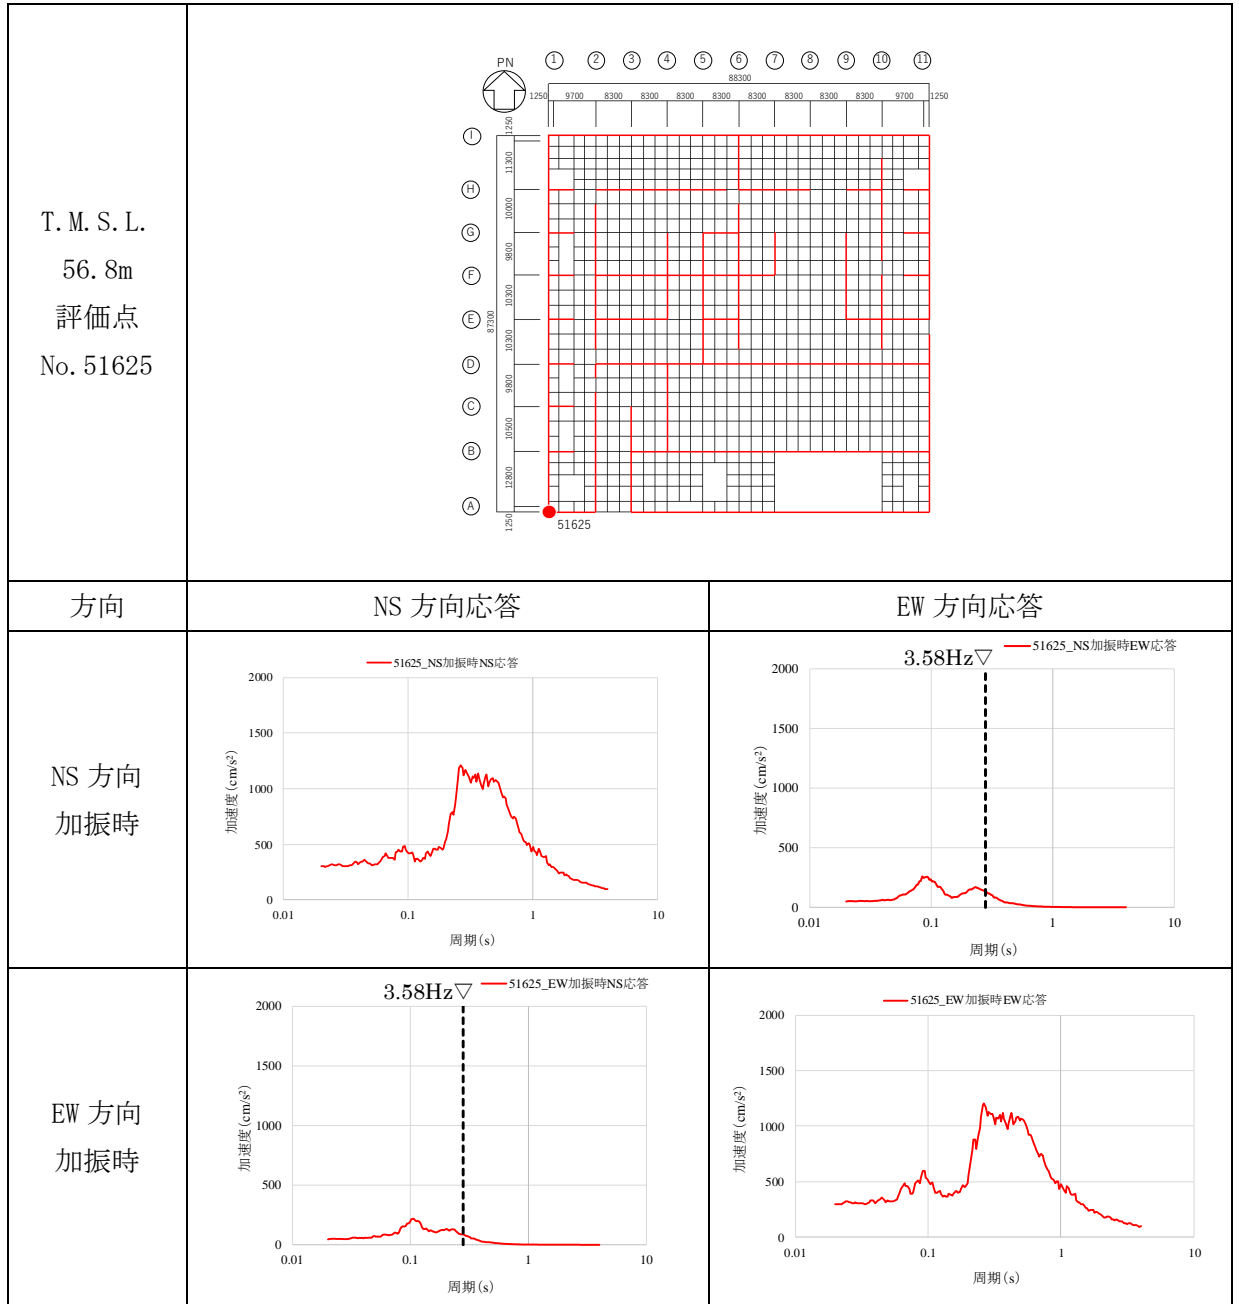 T.M.S.L.
56.8m
評価点
No.51625
PN
1 2 3 4 5 6 7 8 9 10 11
88300
1250 9700 8300 8300 8300 8300 8300 8300 8300 8300 9700 1250
I
H
G
F
E
D
C
B
A
1250
11300
10000
9800
10300
10300
9800
10500
12800
1250
87300
51625
方向
NS 方向応答
EW 方向応答
NS 方向
加振時
51625_NS加振時NS応答
2000
1500
1000
500
0
0.01 0.1 1 10
加速度(cm/s²)
周期(s)
3.58Hz▽
51625_NS加振時EW応答
2000
1500
1000
500
0
0.01 0.1 1 10
加速度(cm/s²)
周期(s)
EW 方向
加振時
3.58Hz▽
51625_EW加振時NS応答
2000
1500
1000
500
0
0.01 0.1 1 10
加速度(cm/s²)
周期(s)
51625_EW加振時EW応答
2000
1500
1000
500
0
0.01 0.1 1 10
加速度(cm/s²)
周期(s)